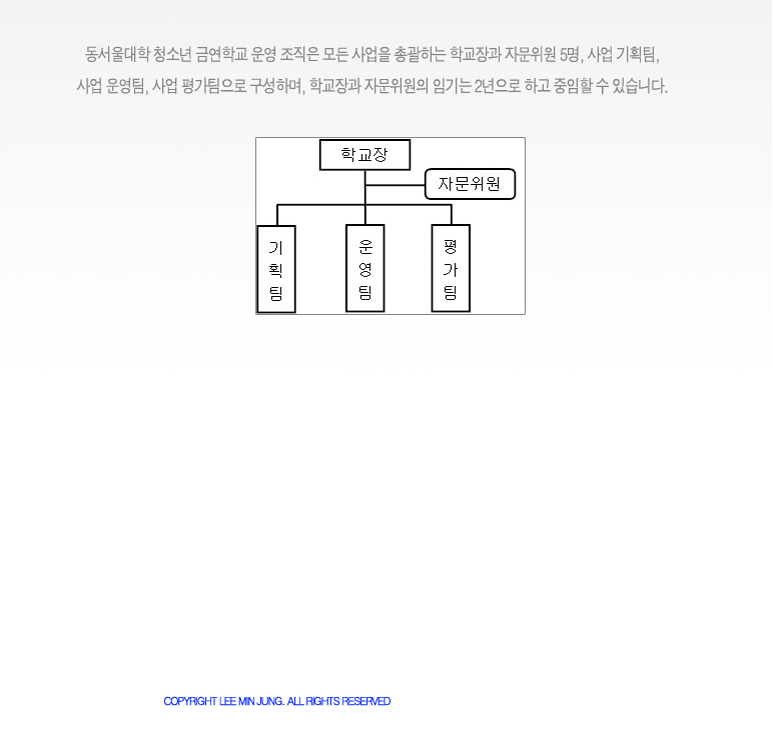 동서울대학 청소년 금연학교 운영 조직은 모든 사업을 총괄하는 학교장과 자문위원 5명, 사업 기획팀,
사업 운영팀, 사업 평가팀으로 구성하며, 학교장과 자문위원의 임기는 2년으로 하고 중임할 수 있습니다.
학교장
자문위원
기획팀
운영팀
평가팀
COPYRIGHT LEE MIN JUNG. ALL RIGHTS RESERVED